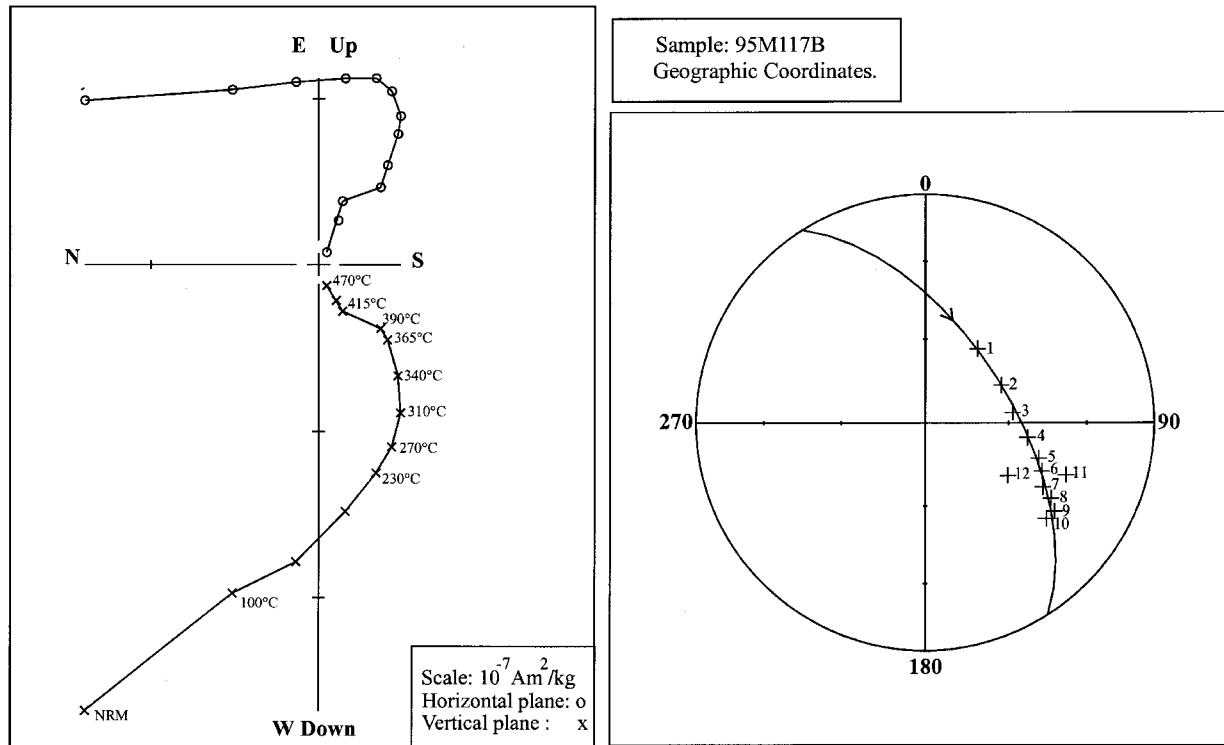 E Up
N
S
470°C
415°C
390°C
365°C
340°C
310°C
270°C
230°C
100°C
NRM
W Down
Scale: 10⁻⁷Am²/kg
Horizontal plane: o
Vertical plane : x
Sample: 95M117B
Geographic Coordinates.
0
1
2
3
270
90
4
5
6
12
11
7
8
9
10
180